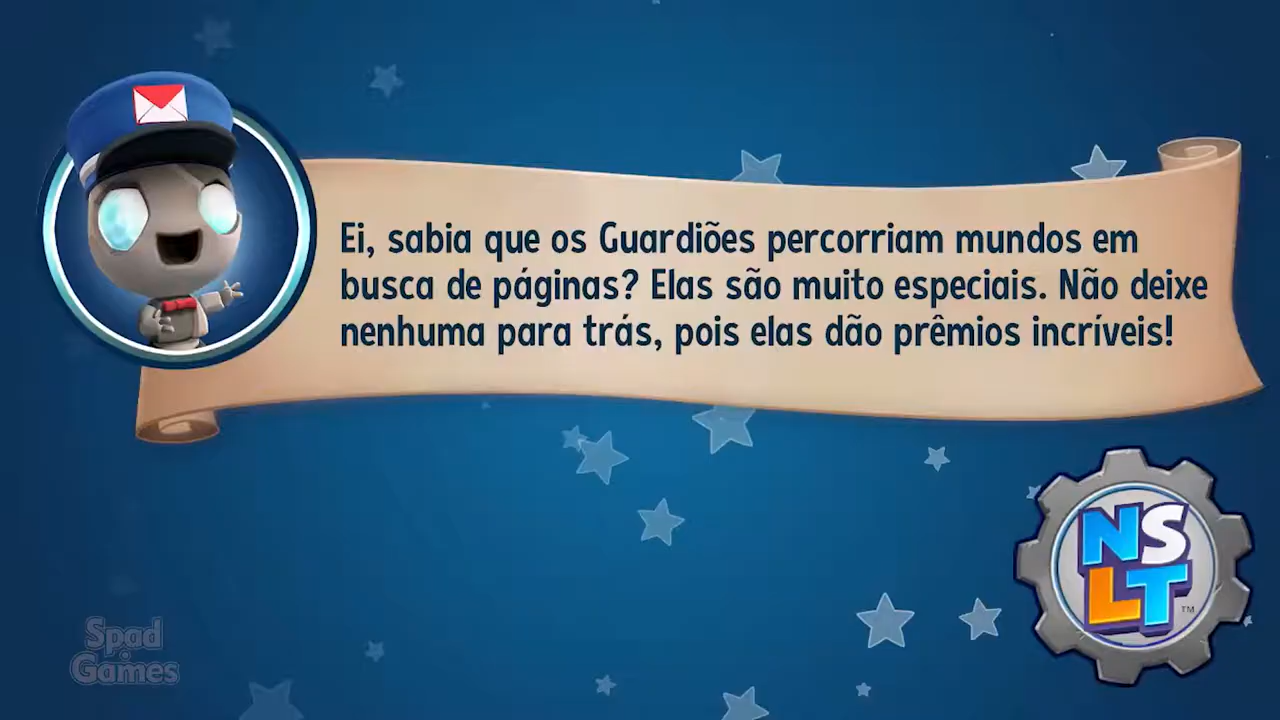 Ei, sabia que os Guardiões percorriam mundos em
busca de páginas? Elas são muito especiais. Não deixe
nenhuma para trás, pois elas dão prêmios incríveis!
NS
LT™
Spad
Games